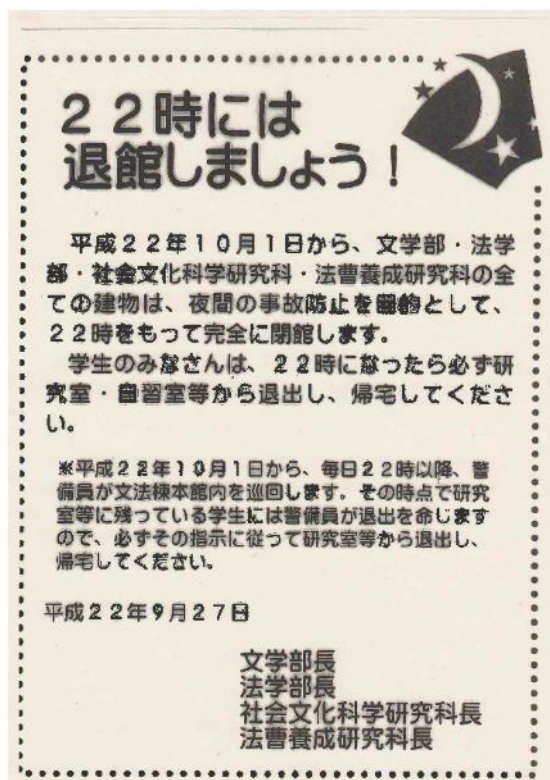 22時には
退館しましょう!
平成22年10月1日から、文学部・法学
部・社会文化科学研究科・法曹養成研究科の全
ての建物は、夜間の事故防止を目的として、
22時をもって完全に閉館します。
学生のみなさんは、22時になったら必ず研
究室・自習室等から退出し、帰宅してくださ
い。
※平成22年10月1日から、毎日22時以降、警
備員が文法棟本館内を巡回します。その時点で研究
室等に残っている学生には警備員が退出を命じます
ので、必ずその指示に従って研究室等から退出し、
帰宅してください。
平成22年9月27日
文学部長
法学部長
社会文化科学研究科長
法曹養成研究科長